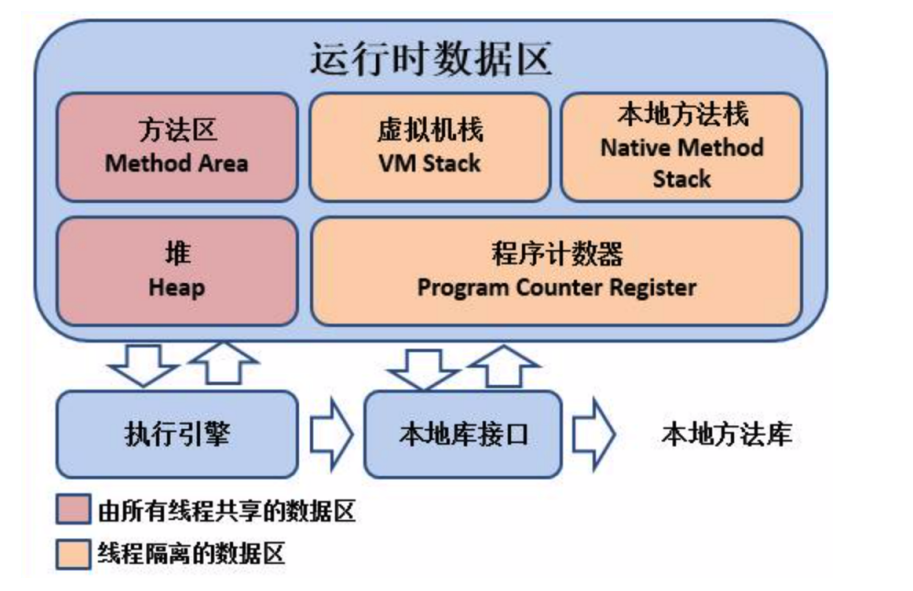 运行时数据区
方法区
Method Area
虚拟机栈
VM Stack
本地方法栈
Native Method
Stack
堆
Heap
程序计数器
Program Counter Register
执行引擎
本地库接口
本地方法库
由所有线程共享的数据区
线程隔离的数据区